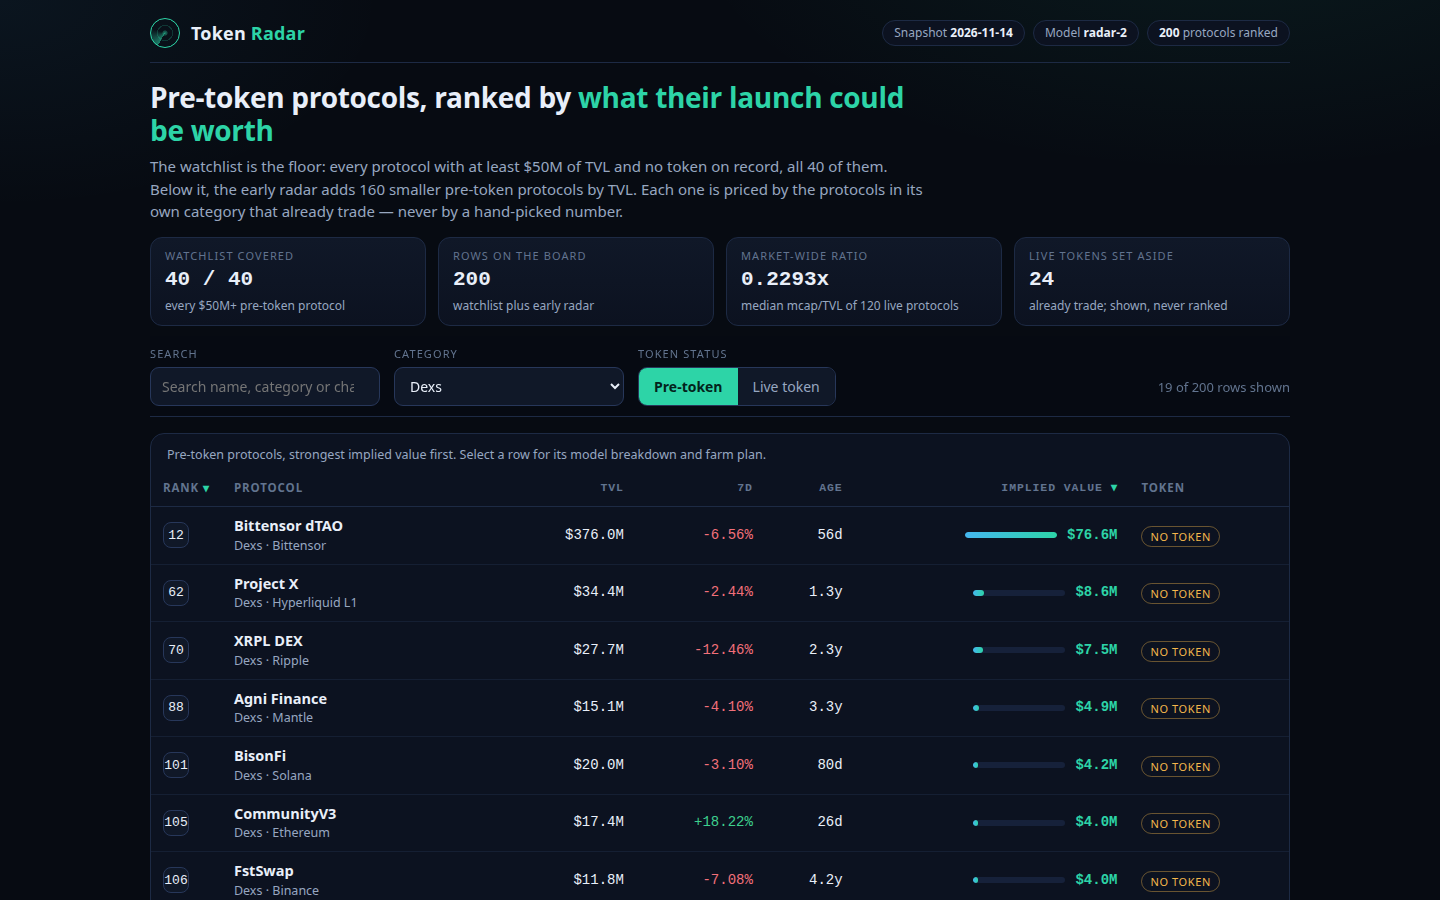 Token Radar
Snapshot 2026-11-14
Model radar-2
200 protocols ranked
Pre-token protocols, ranked by what their launch could
be worth
The watchlist is the floor: every protocol with at least $50M of TVL and no token on record, all 40 of them.
Below it, the early radar adds 160 smaller pre-token protocols by TVL. Each one is priced by the protocols in its
own category that already trade — never by a hand-picked number.
WATCHLIST COVERED
40 / 40
every $50M+ pre-token protocol
ROWS ON THE BOARD
200
watchlist plus early radar
MARKET-WIDE RATIO
0.2293x
median mcap/TVL of 120 live protocols
LIVE TOKENS SET ASIDE
24
already trade; shown, never ranked
SEARCH
Search name, category or cha
CATEGORY
Dexs
TOKEN STATUS
Pre-token
Live token
19 of 200 rows shown
Pre-token protocols, strongest implied value first. Select a row for its model breakdown and farm plan.
RANK ▼ PROTOCOL TVL 7D AGE IMPLIED VALUE ▼ TOKEN
12 Bittensor dTAO $376.0M -6.56% 56d $76.6M NO TOKEN
Dexs · Bittensor
62 Project X $34.4M -2.44% 1.3y $8.6M NO TOKEN
Dexs · Hyperliquid L1
70 XRPL DEX $27.7M -12.46% 2.3y $7.5M NO TOKEN
Dexs · Ripple
88 Agni Finance $15.1M -4.10% 3.3y $4.9M NO TOKEN
Dexs · Mantle
101 BisonFi $20.0M -3.10% 80d $4.2M NO TOKEN
Dexs · Solana
105 CommunityV3 $17.4M +18.22% 26d $4.0M NO TOKEN
Dexs · Ethereum
106 FstSwap $11.8M -7.08% 4.2y $4.0M NO TOKEN
Dexs · Binance